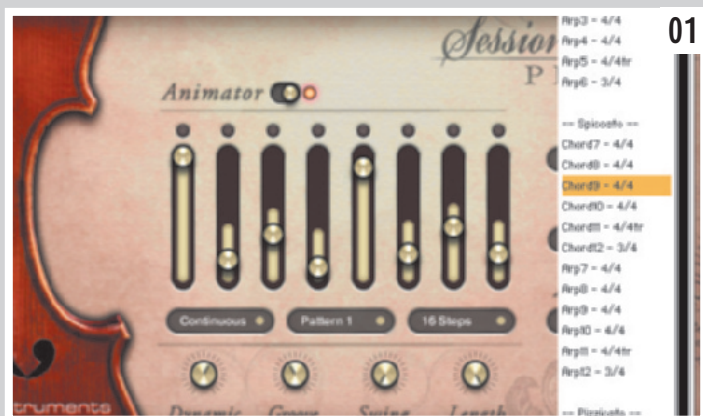 01
Session
P
Animator
Continuous
Pattern 1
16 Steps
Dynamic
Groove
Swing
Length
struments
Arp3 - 4/4
Arp4 - 4/4
Arp5 - 4/4tr
Arp6 - 3/4
-- Spiccato --
Chord7 - 4/4
Chord8 - 4/4
Chord9 - 4/4
Chord10 - 4/4
Chord11 - 4/4tr
Chord12 - 3/4
Arp7 - 4/4
Arp8 - 4/4
Arp9 - 4/4
Arp10 - 4/4
Arp11 - 4/4tr
Arp12 - 3/4
-- Pizzicato --